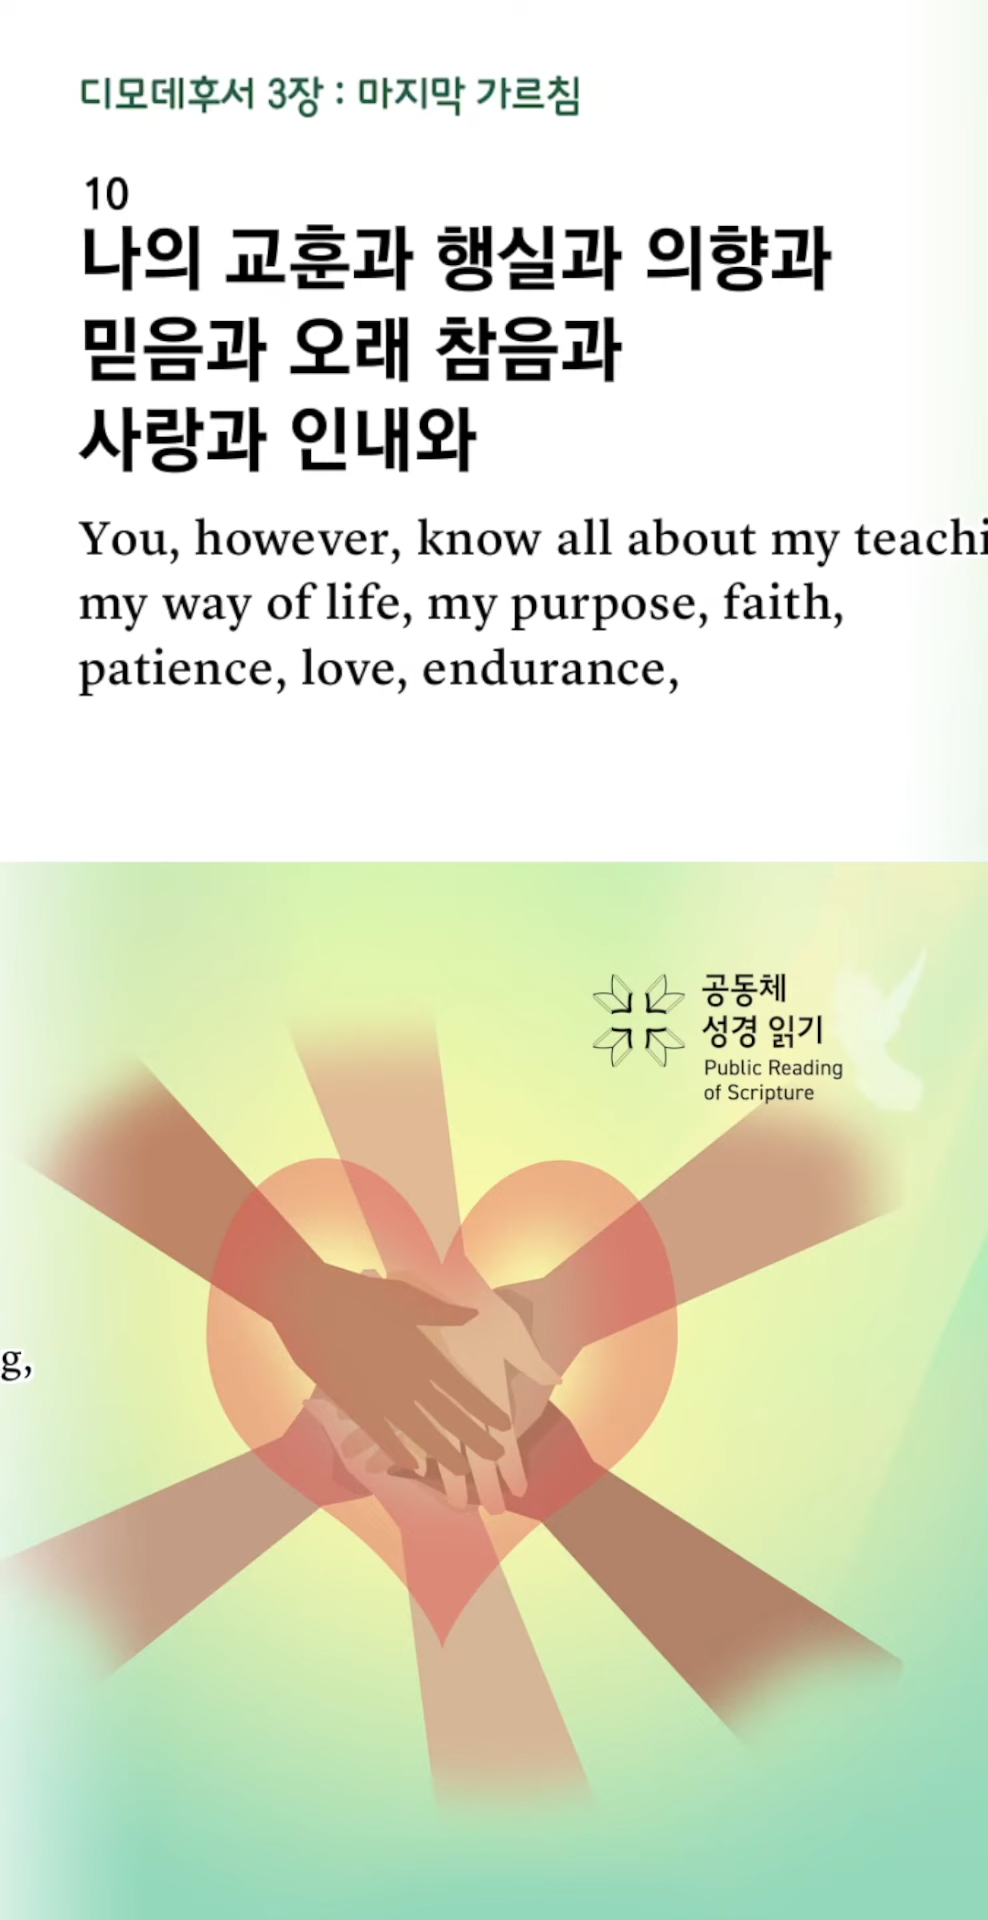 디모데후서 3장 : 마지막 가르침
10
나의 교훈과 행실과 의향과
믿음과 오래 참음과
사랑과 인내와
You, however, know all about my teachi
my way of life, my purpose, faith,
patience, love, endurance,
공동체
성경 읽기
Public Reading
of Scripture
g,